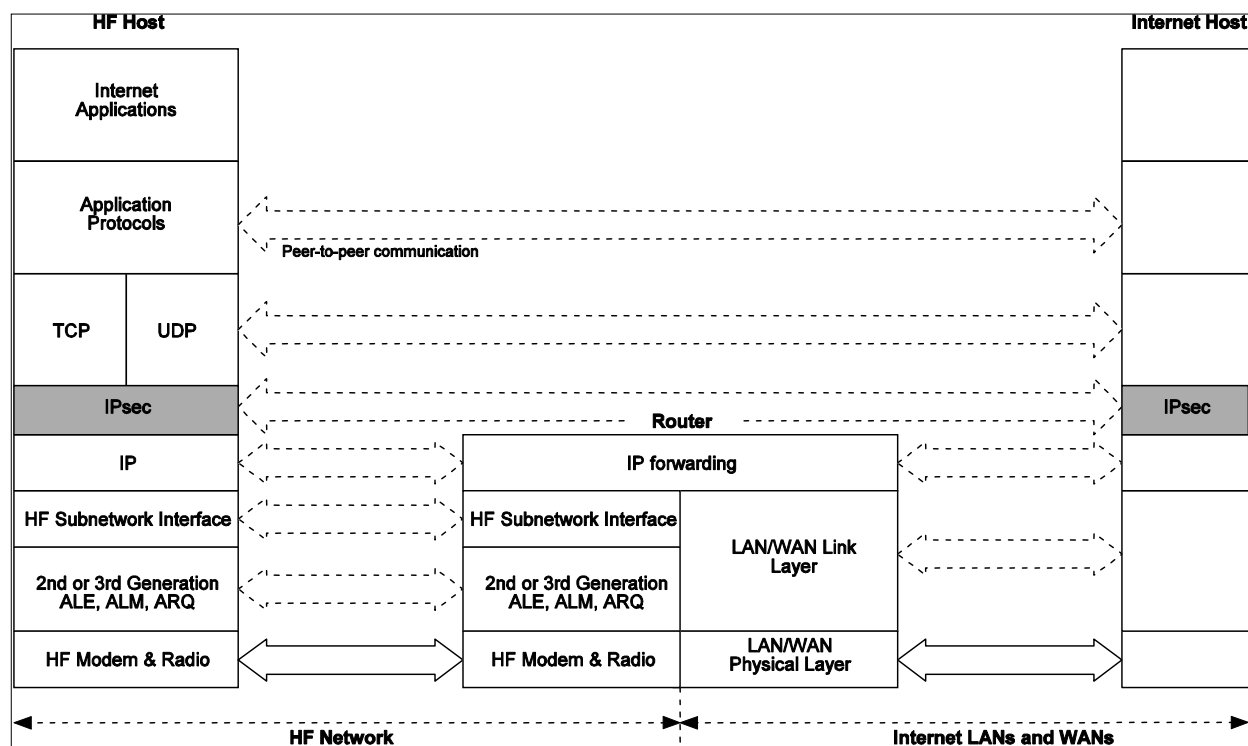 HF Host
Internet Host
Internet
Applications
Application
Protocols
Peer-to-peer communication
TCP
UDP
IPsec
IPsec
Router
IP
IP forwarding
HF Subnetwork Interface
HF Subnetwork Interface
LAN/WAN Link
Layer
2nd or 3rd Generation
ALE, ALM, ARQ
2nd or 3rd Generation
ALE, ALM, ARQ
HF Modem & Radio
HF Modem & Radio
LAN/WAN
Physical Layer
HF Network
Internet LANs and WANs